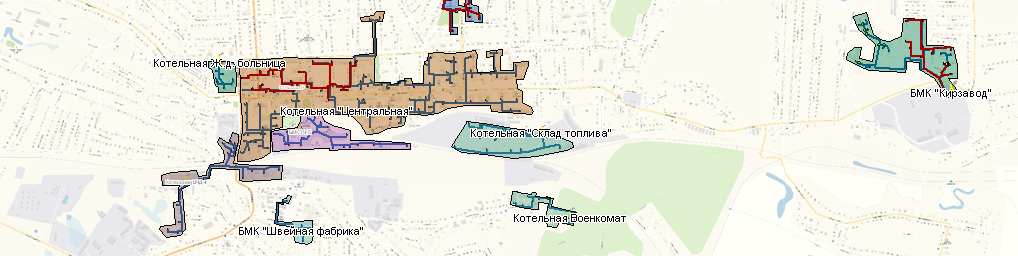 Котельная Ж.д. больница
БМК "Кирзавод"
Котельная "Центральная"
Котельная "Склад топлива"
Котельная Военкомат
БМК "Швейная фабрика"